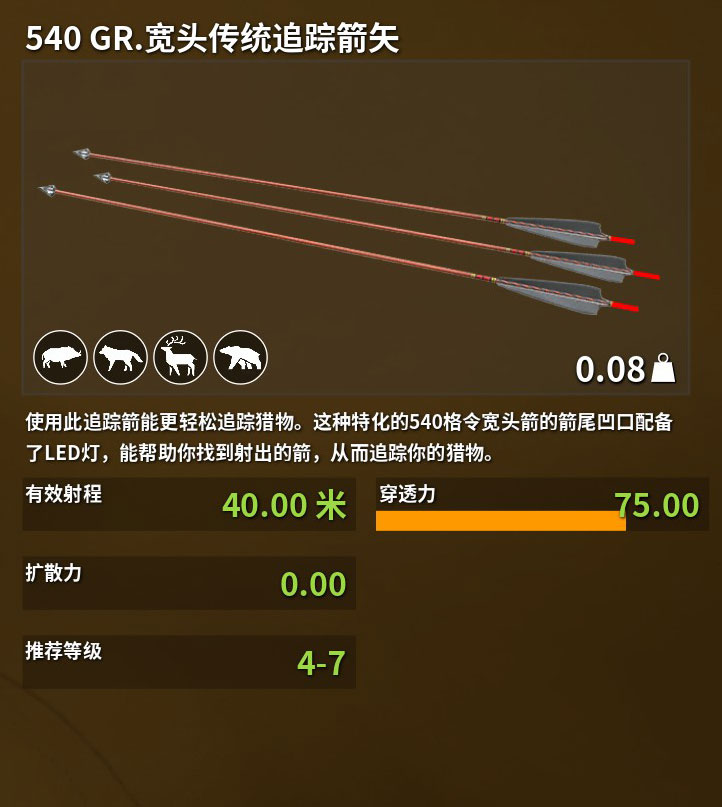 540 GR.宽头传统追踪箭矢
0.08
使用此追踪箭能更轻松追踪猎物。这种特化的540格令宽头箭的箭尾凹口配备
了LED灯，能帮助你找到射出的箭，从而追踪你的猎物。
有效射程 40.00 米
穿透力 75.00
扩散力 0.00
推荐等级 4-7